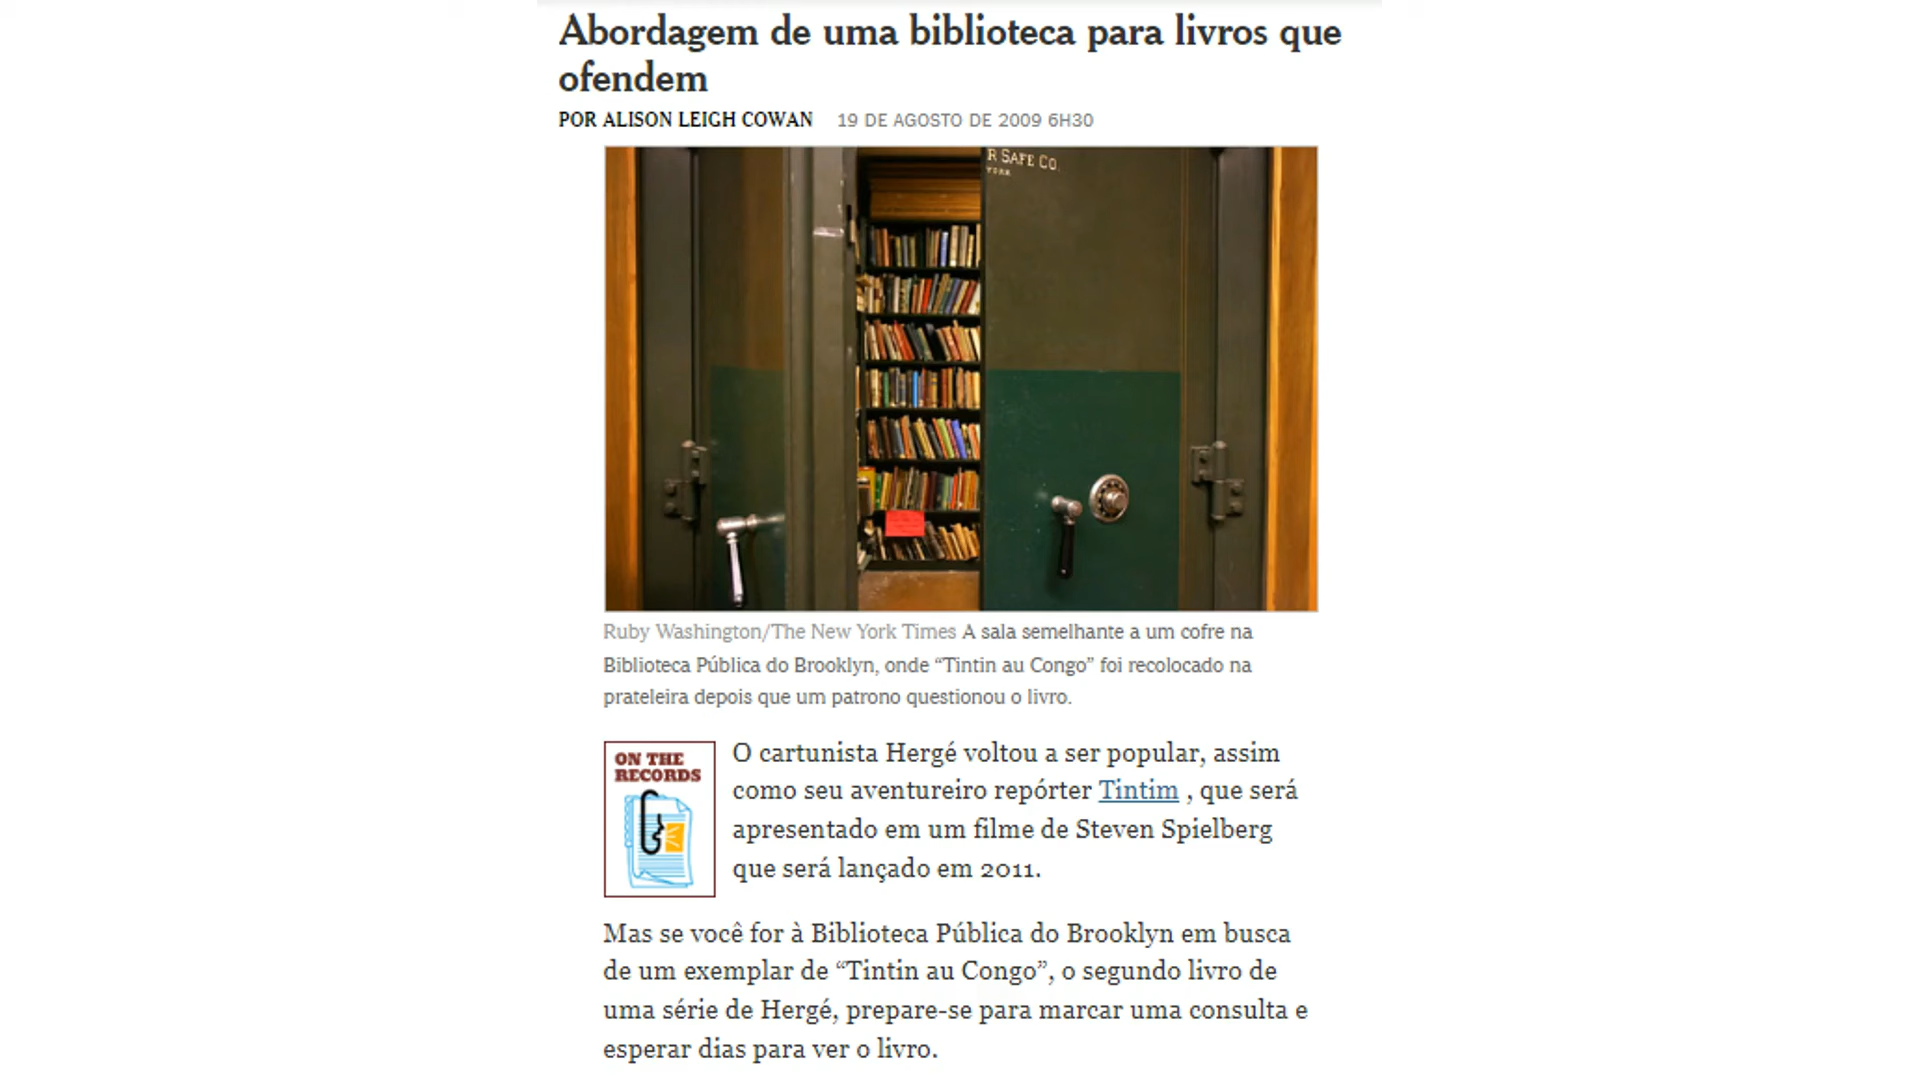 Abordagem de uma biblioteca para livros que
ofendem
POR ALISON LEIGH COWAN 19 DE AGOSTO DE 2009 6H30
R SAFE CO.
YORK
Ruby Washington/The New York Times A sala semelhante a um cofre na
Biblioteca Pública do Brooklyn, onde “Tintin au Congo” foi recolocado na
prateleira depois que um patrono questionou o livro.
ON THE
RECORDS
O cartunista Hergé voltou a ser popular, assim
como seu aventureiro repórter Tintim , que será
apresentado em um filme de Steven Spielberg
que será lançado em 2011.
Mas se você for à Biblioteca Pública do Brooklyn em busca
de um exemplar de “Tintin au Congo”, o segundo livro de
uma série de Hergé, prepare-se para marcar uma consulta e
esperar dias para ver o livro.